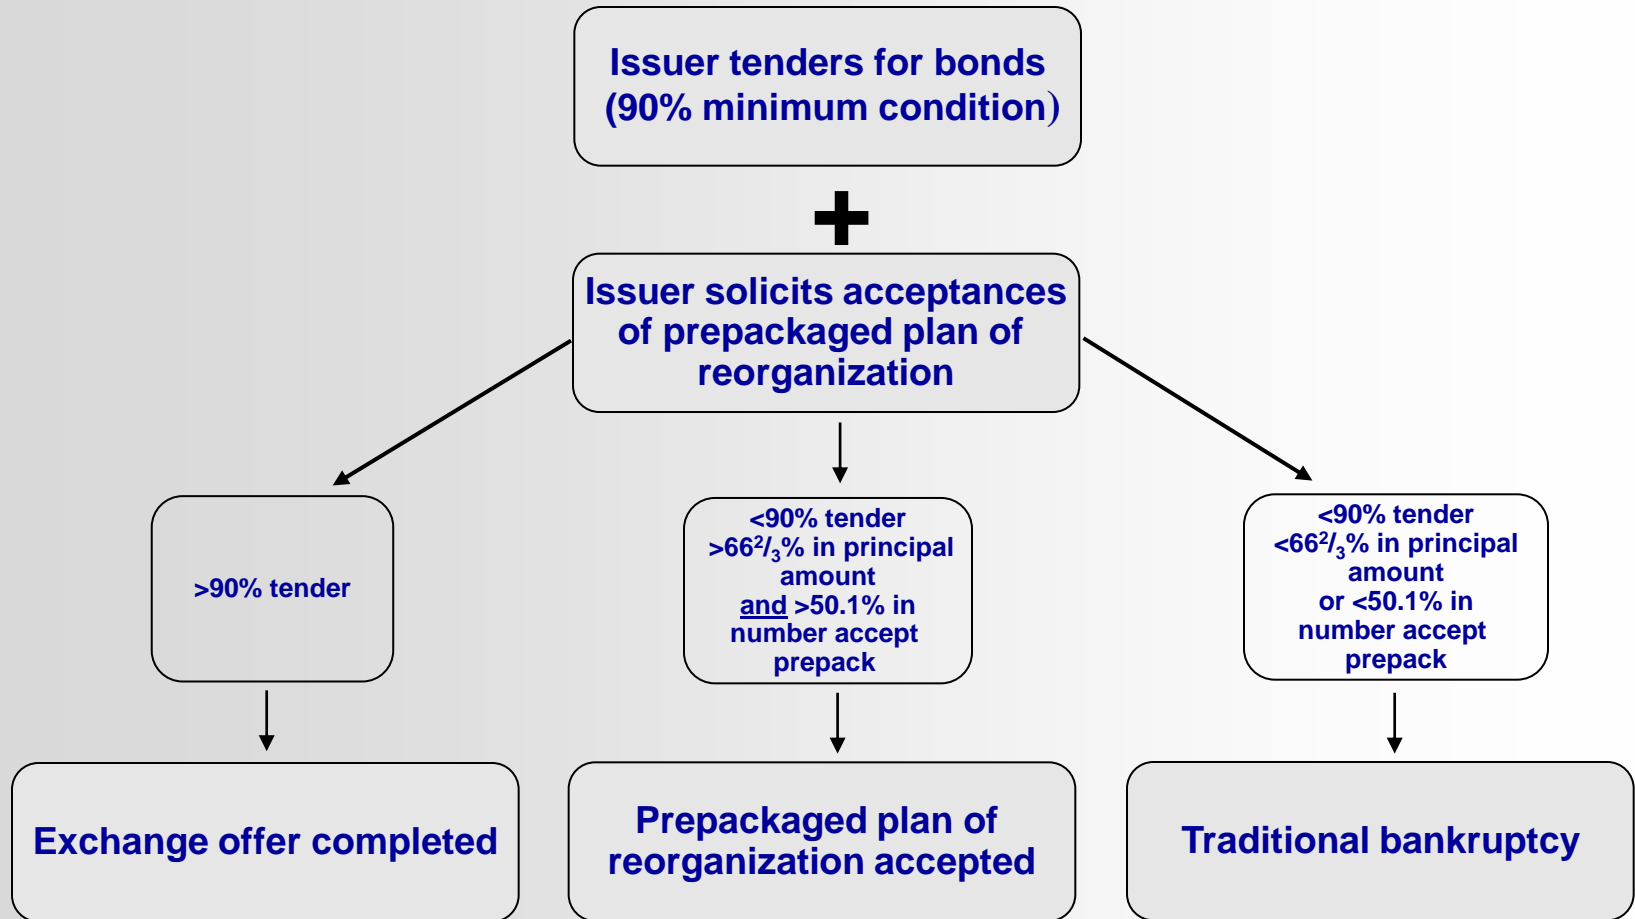 Issuer tenders for bonds
(90% minimum condition)
+
Issuer solicits acceptances
of prepackaged plan of
reorganization
>90% tender
<90% tender
>66²/₃% in principal
amount
and >50.1% in
number accept
prepack
<90% tender
<66²/₃% in principal
amount
or <50.1% in
number accept
prepack
Exchange offer completed
Prepackaged plan of
reorganization accepted
Traditional bankruptcy